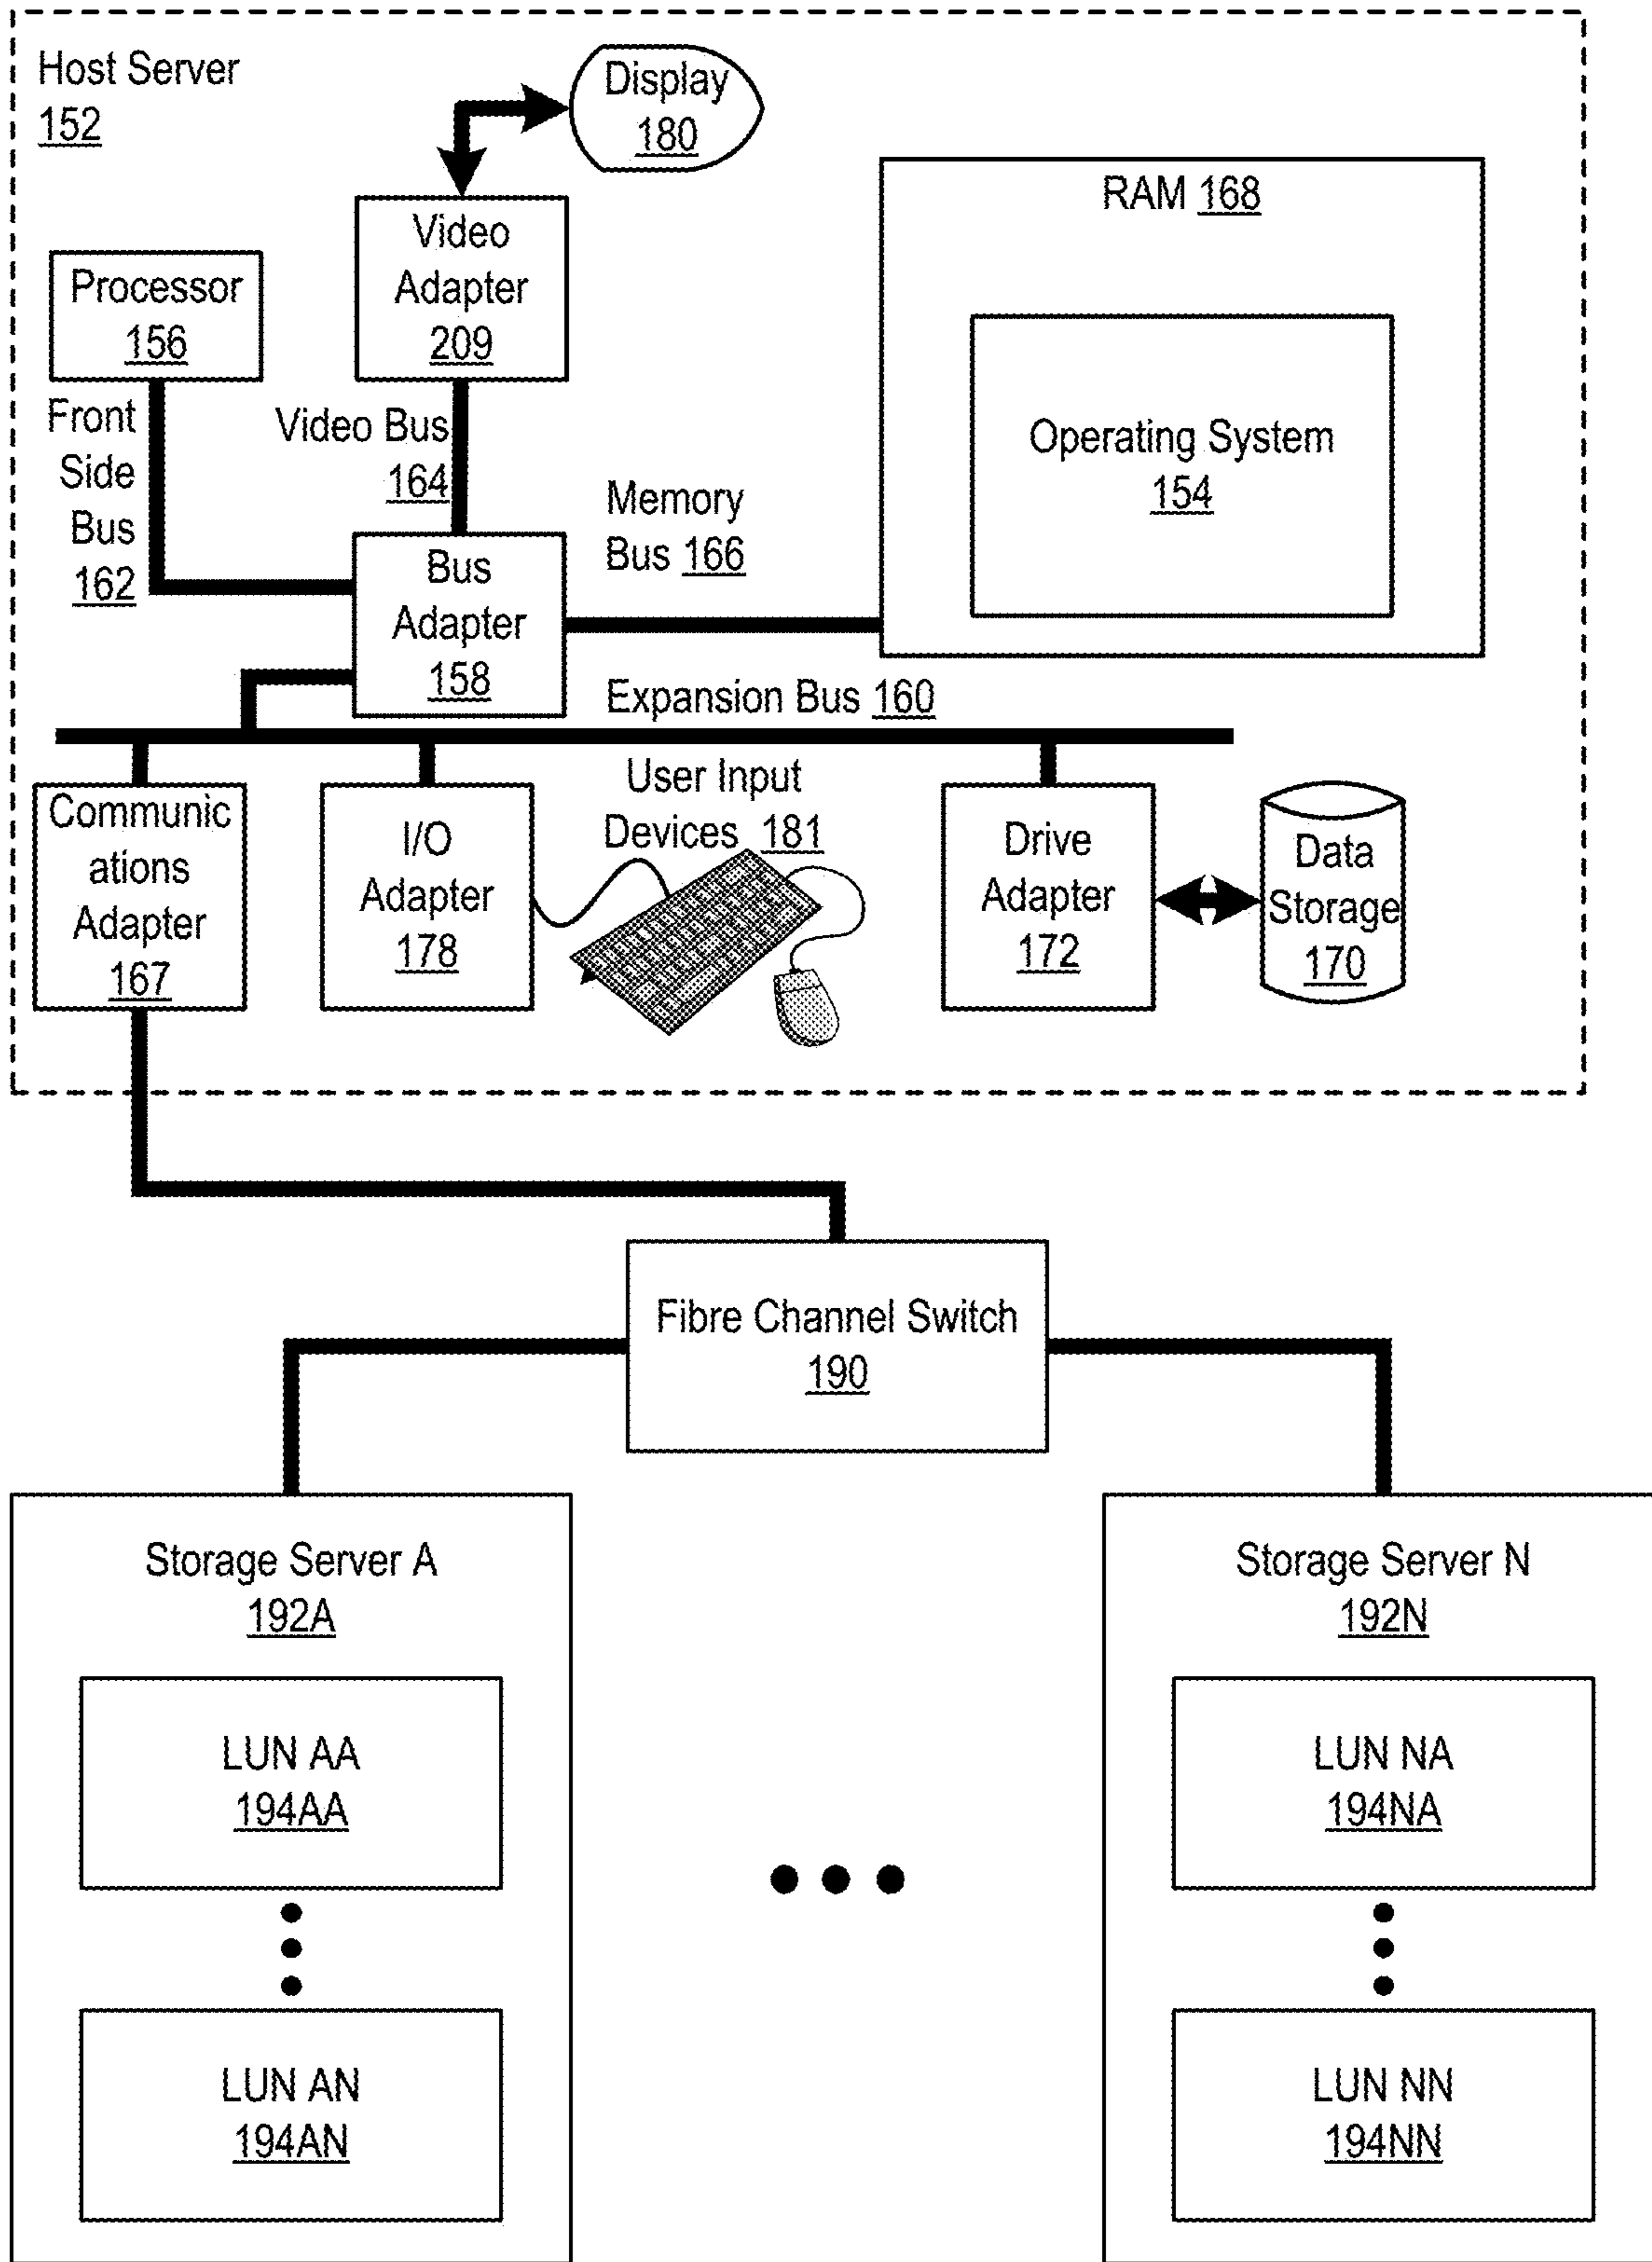 Host Server
152
Display
180
RAM 168
Video
Adapter
209
Processor
156
Operating System
154
Front
Side
Bus
162
Video Bus
164
Memory
Bus 166
Bus
Adapter
158
Expansion Bus 160
Communic
ations
Adapter
167
I/O
Adapter
178
User Input
Devices 181
Drive
Adapter
172
Data
Storage
170
Fibre Channel Switch
190
Storage Server A
192A
LUN AA
194AA
LUN AN
194AN
Storage Server N
192N
LUN NA
194NA
LUN NN
194NN